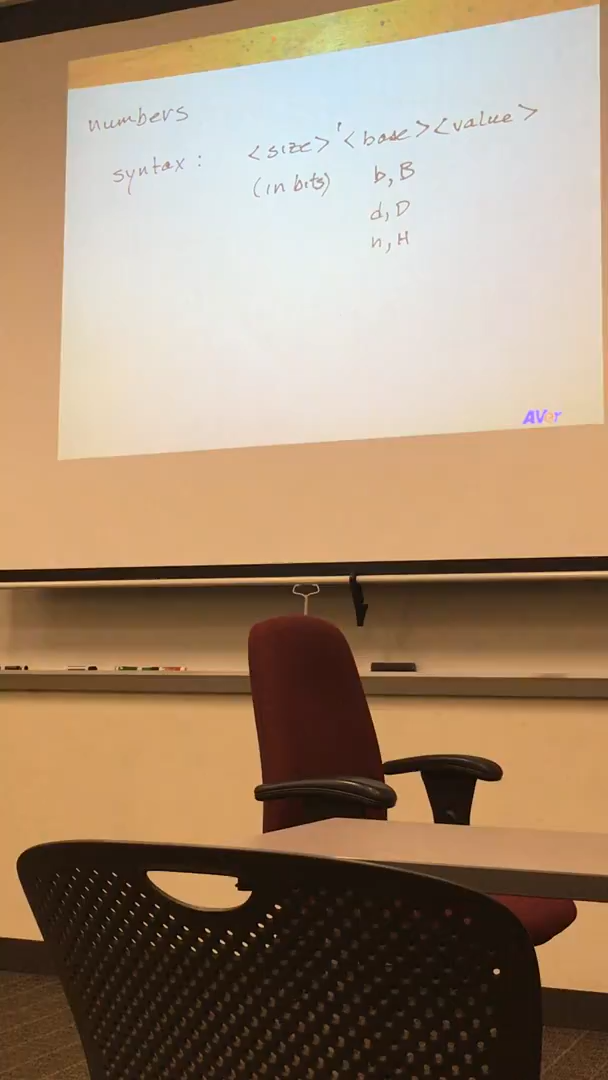 numbers
syntax : <size>'<base><value>
(in bits) b, B
d, D
h, H
AVer